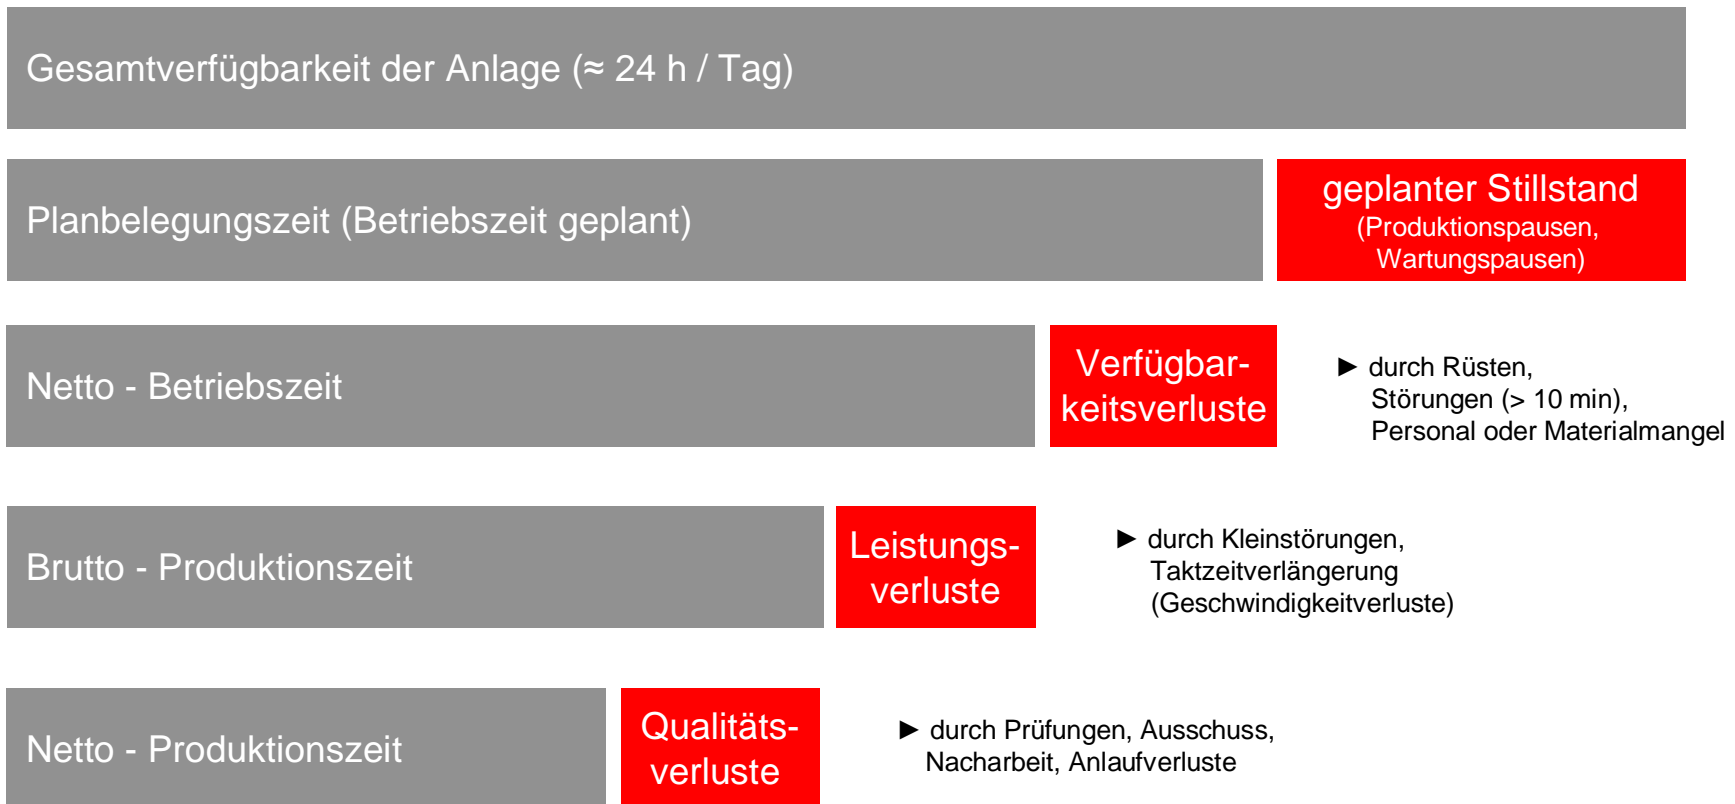 Gesamtverfügbarkeit der Anlage (≈ 24 h / Tag)
Planbelegungszeit (Betriebszeit geplant)
geplanter Stillstand
(Produktionspausen,
Wartungspausen)
Netto - Betriebszeit
Verfügbar-
keitsverluste
► durch Rüsten,
Störungen (> 10 min),
Personal oder Materialmangel
Brutto - Produktionszeit
Leistungs-
verluste
► durch Kleinstörungen,
Taktzeitverlängerung
(Geschwindigkeitverluste)
Netto - Produktionszeit
Qualitäts-
verluste
► durch Prüfungen, Ausschuss,
Nacharbeit, Anlaufverluste